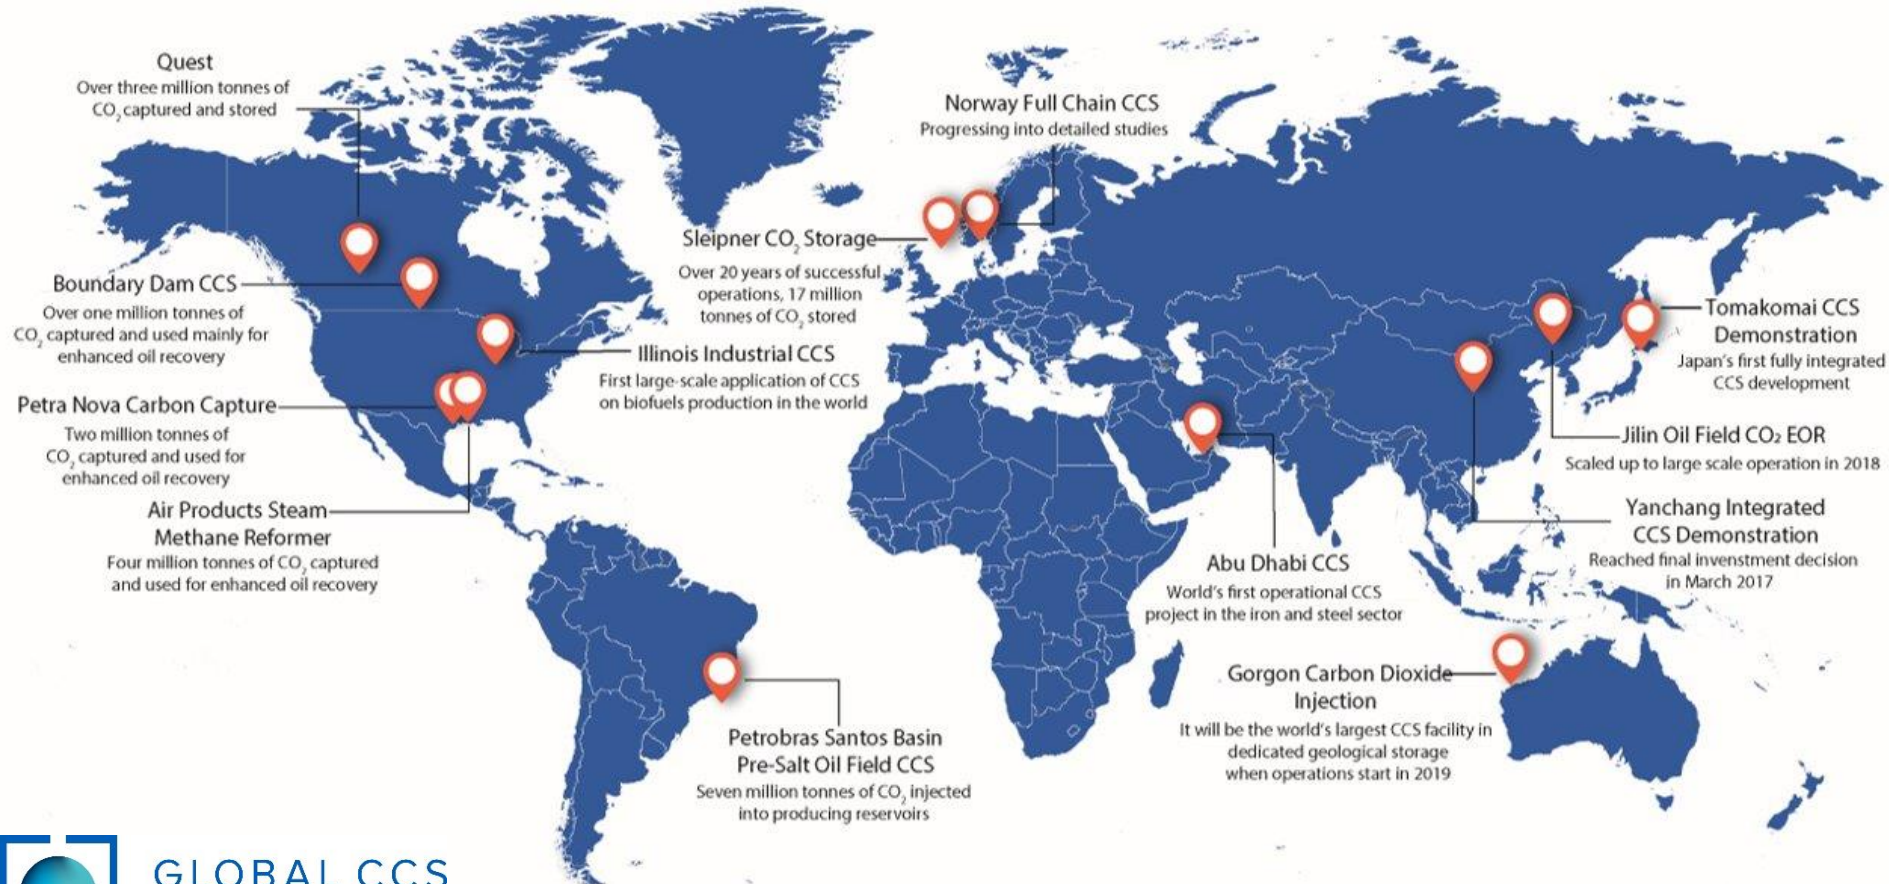 Quest
Over three million tonnes of
CO₂ captured and stored
Norway Full Chain CCS
Progressing into detailed studies
Sleipner CO₂ Storage
Over 20 years of successful
operations, 17 million
tonnes of CO₂ stored
Boundary Dam CCS
Over one million tonnes of
CO₂ captured and used mainly for
enhanced oil recovery
Illinois Industrial CCS
First large-scale application of CCS
on biofuels production in the world
Petra Nova Carbon Capture
Two million tonnes of
CO₂ captured and used for
enhanced oil recovery
Air Products Steam
Methane Reformer
Four million tonnes of CO₂ captured
and used for enhanced oil recovery
Tomakomai CCS
Demonstration
Japan's first fully integrated
CCS development
Jilin Oil Field CO₂ EOR
Scaled up to large scale operation in 2018
Yanchang Integrated
CCS Demonstration
Reached final invenstment decision
in March 2017
Abu Dhabi CCS
World's first operational CCS
project in the iron and steel sector
Gorgon Carbon Dioxide
Injection
It will be the world's largest CCS facility in
dedicated geological storage
when operations start in 2019
Petrobras Santos Basin
Pre-Salt Oil Field CCS
Seven million tonnes of CO₂ injected
into producing reservoirs
GLOBAL CCS